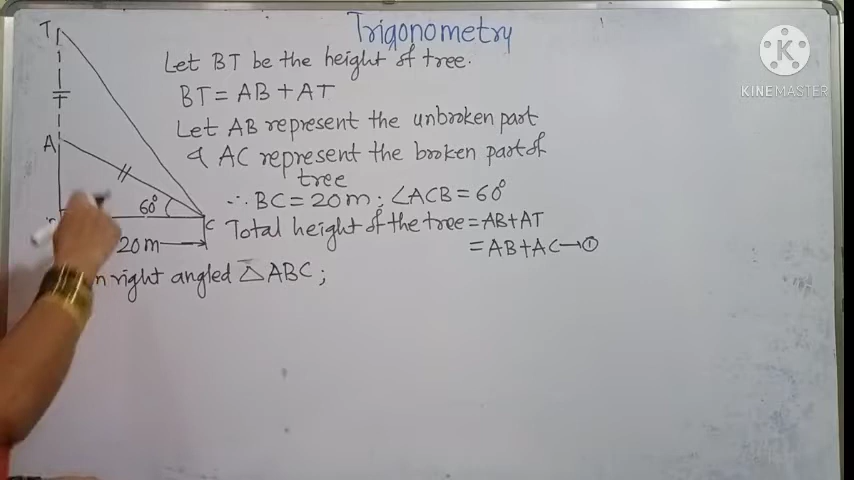 Trigonometry
Let BT be the height of tree.
BT = AB + AT
Let AB represent the unbroken part
& AC represent the broken part of
tree
∴ BC = 20m; ∠ACB = 60°
Total height of the tree = AB + AT
= AB + AC → ①
right angled △ ABC;
T
A
60°
C
20m
K
KINEMASTER